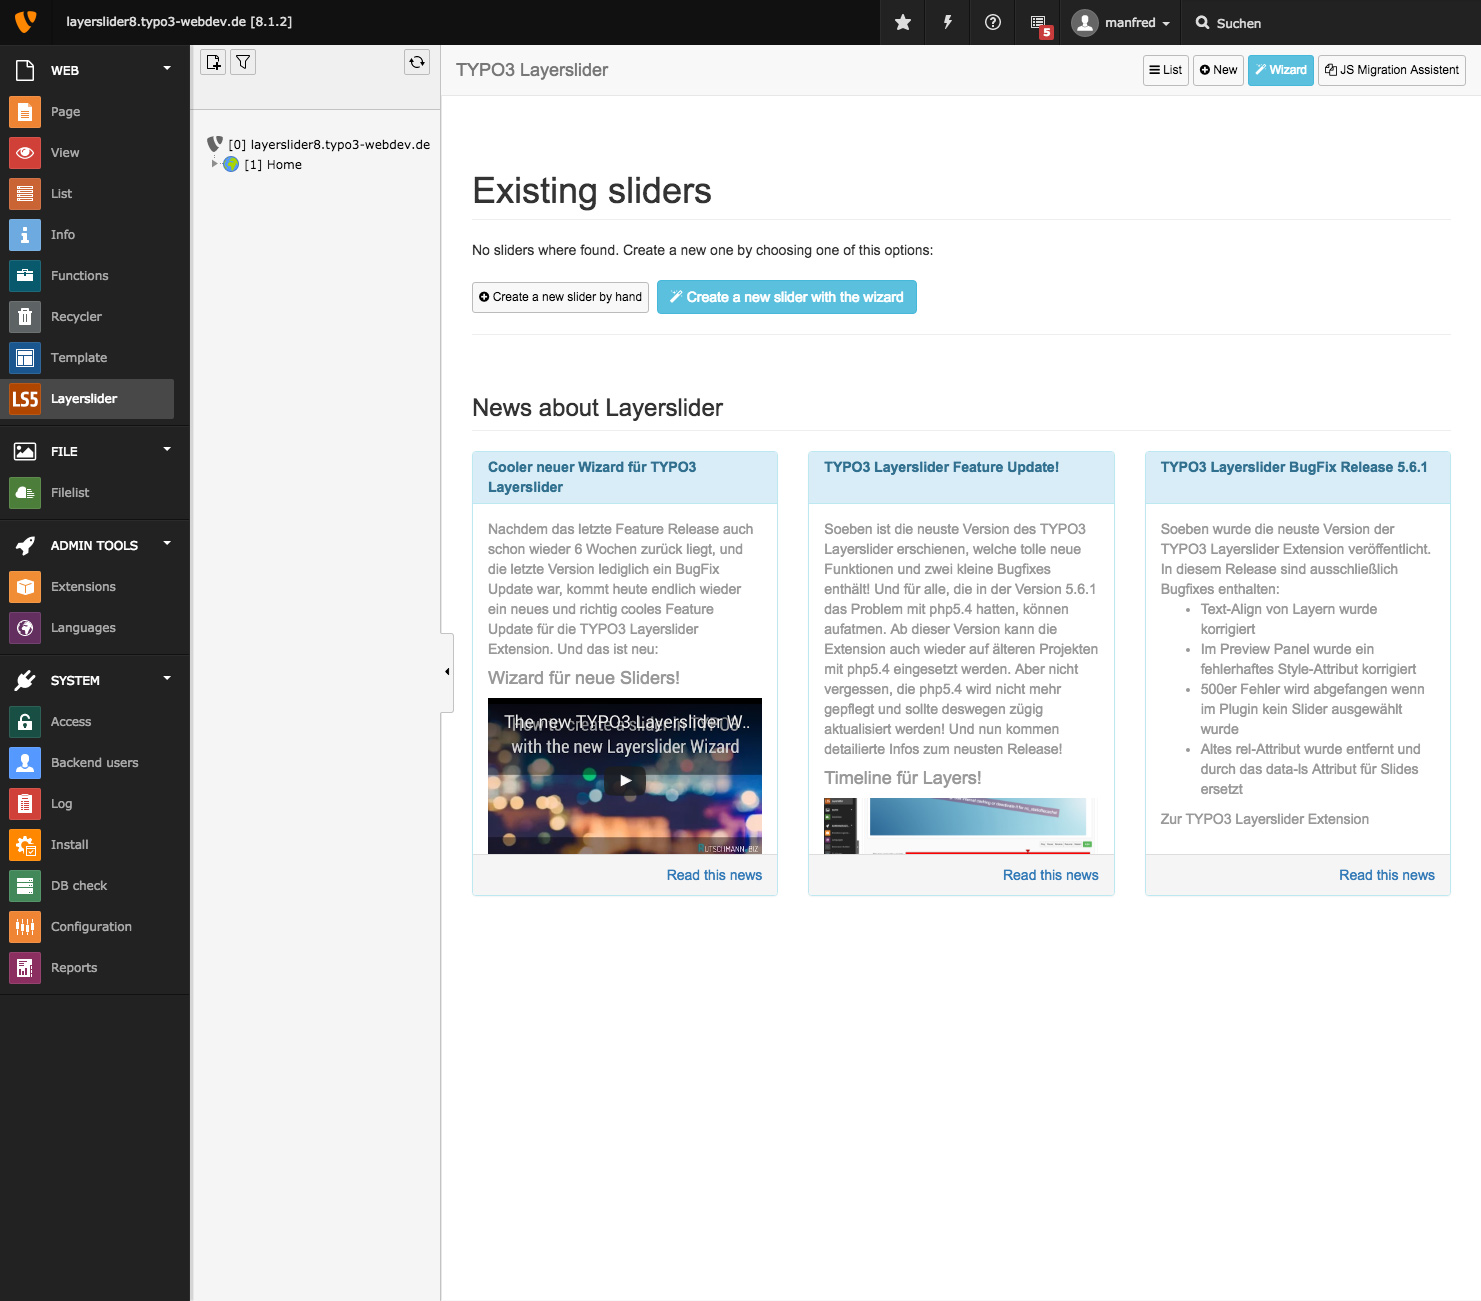 layerslider8.typo3-webdev.de [8.1.2]
5
manfred
Suchen
WEB
Page
View
List
Info
Functions
Recycler
Template
LS5 Layerslider
FILE
Filelist
ADMIN TOOLS
Extensions
Languages
SYSTEM
Access
Backend users
Log
Install
DB check
Configuration
Reports
[0] layerslider8.typo3-webdev.de
[1] Home
TYPO3 Layerslider
List
New
Wizard
JS Migration Assistent
Existing sliders
No sliders where found. Create a new one by choosing one of this options:
Create a new slider by hand
Create a new slider with the wizard
News about Layerslider
Cooler neuer Wizard für TYPO3
Layerslider
Nachdem das letzte Feature Release auch
schon wieder 6 Wochen zurück liegt, und
die letzte Version lediglich ein BugFix
Update war, kommt heute endlich wieder
ein neues und richtig cooles Feature
Update für die TYPO3 Layerslider
Extension. Und das ist neu:
Wizard für neue Sliders!
The new TYPO3 Layerslider W...
How to create a slider in TYPO3
with the new Layerslider Wizard
Read this news
TYPO3 Layerslider Feature Update!
Soeben ist die neuste Version des TYPO3
Layerslider erschienen, welche tolle neue
Funktionen und zwei kleine Bugfixes
enthält! Und für alle, die in der Version 5.6.1
das Problem mit php5.4 hatten, können
aufatmen. Ab dieser Version kann die
Extension auch wieder auf älteren Projekten
mit php5.4 eingesetzt werden. Aber nicht
vergessen, die php5.4 wird nicht mehr
gepflegt und sollte deswegen zügig
aktualisiert werden! Und nun kommen
detailierte Infos zum neusten Release!
Timeline für Layers!
Read this news
TYPO3 Layerslider BugFix Release 5.6.1
Soeben wurde die neuste Version der
TYPO3 Layerslider Extension veröffentlicht.
In diesem Release sind ausschließlich
Bugfixes enthalten:
• Text-Align von Layern wurde
korrigiert
• Im Preview Panel wurde ein
fehlerhaftes Style-Attribut korrigiert
• 500er Fehler wird abgefangen wenn
im Plugin kein Slider ausgewählt
wurde
• Altes rel-Attribut wurde entfernt und
durch das data-ls Attribut für Slides
ersetzt
Zur TYPO3 Layerslider Extension
Read this news